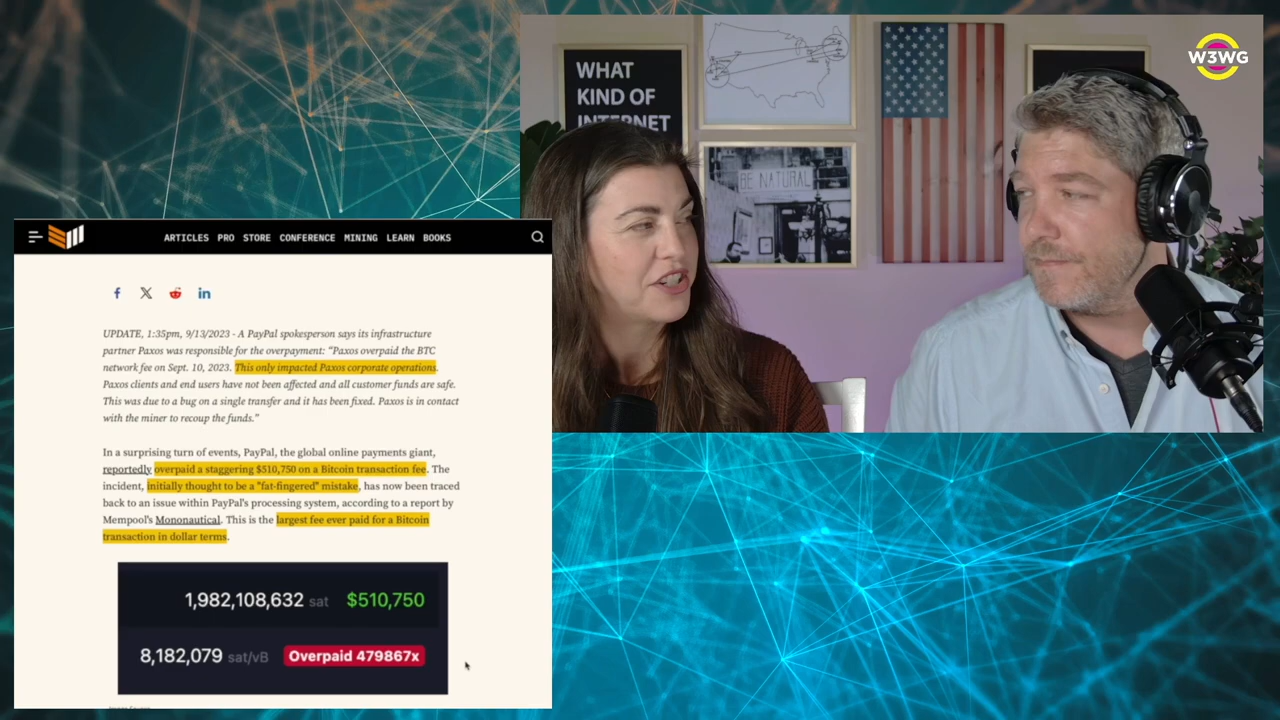 W3WG
WHAT
KIND OF
INTERNET
BE NATURAL
ARTICLES PRO STORE CONFERENCE MINING LEARN BOOKS
UPDATE, 1:35pm, 9/13/2023 - A PayPal spokesperson says its infrastructure
partner Paxos was responsible for the overpayment: “Paxos overpaid the BTC
network fee on Sept. 10, 2023. This only impacted Paxos corporate operations.
Paxos clients and end users have not been affected and all customer funds are safe.
This was due to a bug on a single transfer and it has been fixed. Paxos is in contact
with the miner to recoup the funds.”
In a surprising turn of events, PayPal, the global online payments giant,
reportedly overpaid a staggering $510,750 on a Bitcoin transaction fee. The
incident, initially thought to be a "fat-fingered" mistake, has now been traced
back to an issue within PayPal's processing system, according to a report by
Mempool's Mononautical. This is the largest fee ever paid for a Bitcoin
transaction in dollar terms.
1,982,108,632 sat $510,750
8,182,079 sat/vB Overpaid 479867x